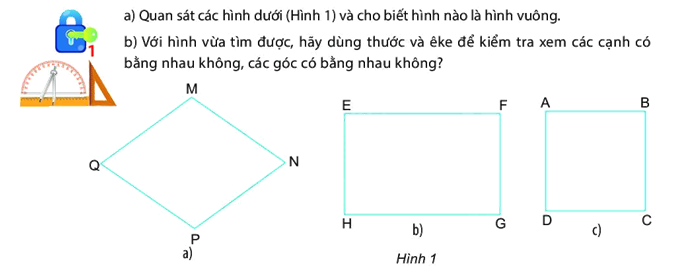 a) Quan sát các hình dưới (Hình 1) và cho biết hình nào là hình vuông.
1
b) Với hình vừa tìm được, hãy dùng thước và êke để kiểm tra xem các cạnh có
bằng nhau không, các góc có bằng nhau không?
M
E F A B
Q N
H G D C
P
a) b) c)
Hình 1